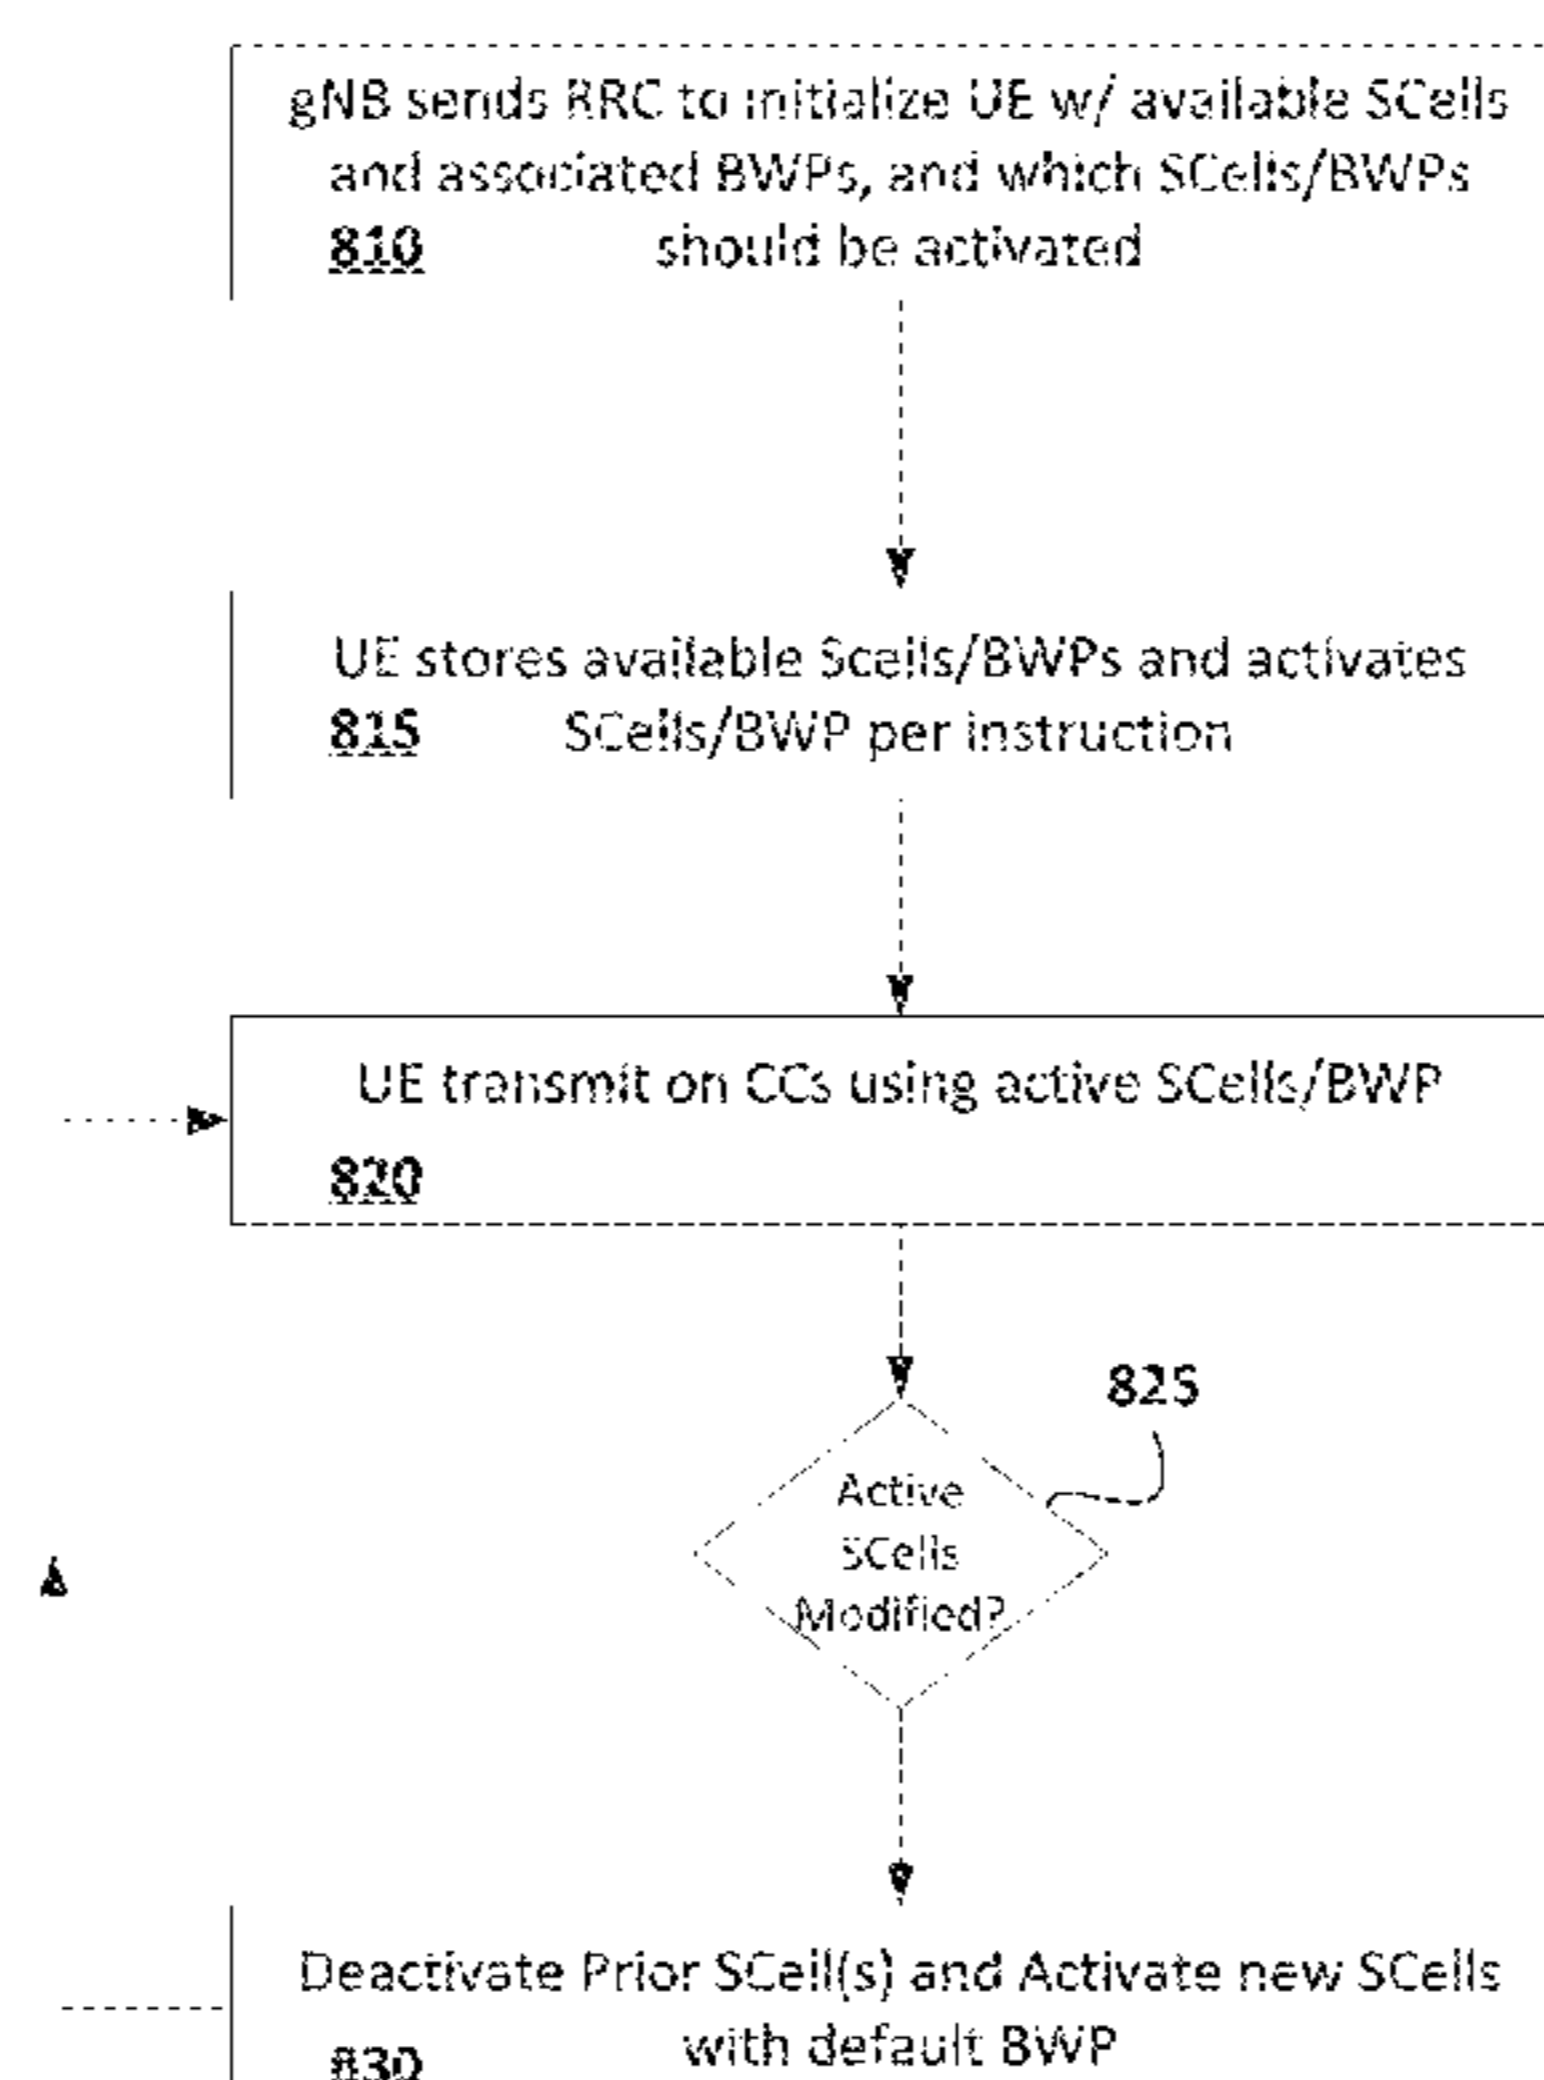 gNB sends RRC to initialize UE w/ available SCells
and associated BWPs, and which SCells/BWPs
810 should be activated
UE stores available Scells/BWPs and activates
815 SCells/BWP per instruction
UE transmit on CCs using active SCells/BWP
820
825
Active
SCells
Modified?
Deactivate Prior SCell(s) and Activate new SCells
with default BWP
830